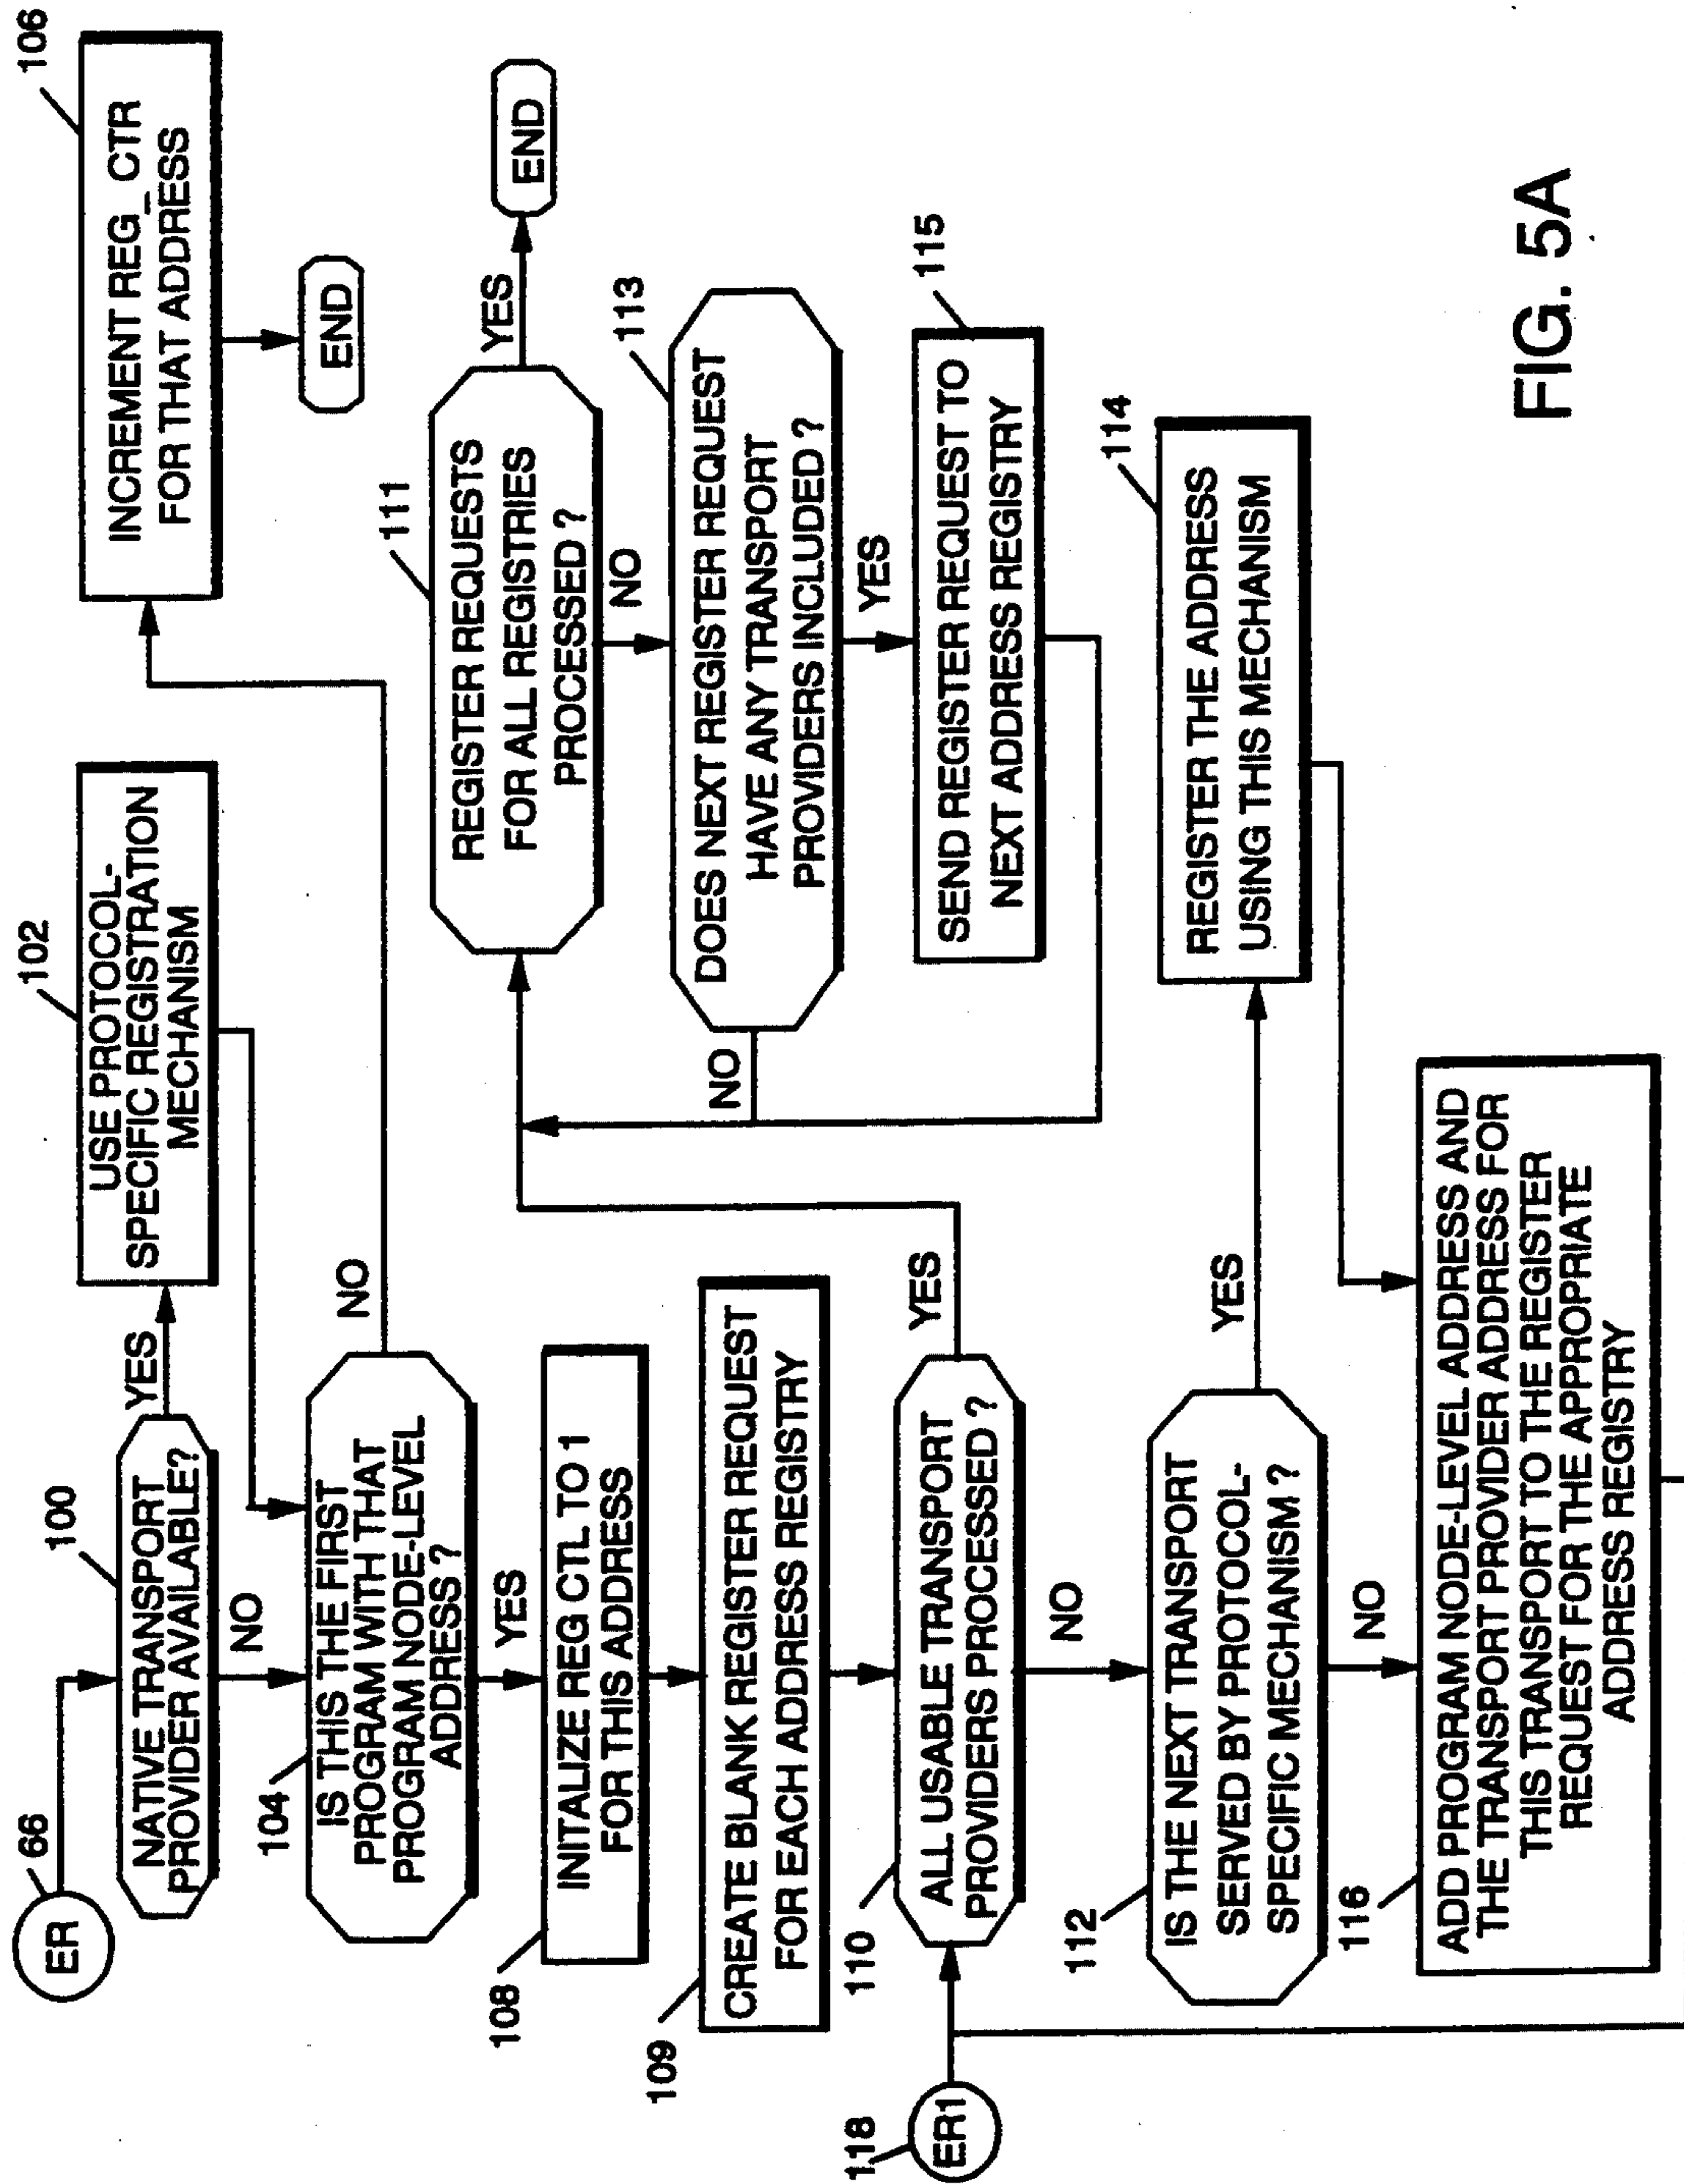 66
ER
100
NATIVE TRANSPORT
PROVIDER AVAILABLE?
YES
NO
102
USE PROTOCOL-
SPECIFIC REGISTRATION
MECHANISM
104
IS THIS THE FIRST
PROGRAM WITH THAT
PROGRAM NODE-LEVEL
ADDRESS ?
NO
YES
106
INCREMENT REG_CTR
FOR THAT ADDRESS
END
108
INITALIZE REG CTL TO 1
FOR THIS ADDRESS
109
CREATE BLANK REGISTER REQUEST
FOR EACH ADDRESS REGISTRY
118
ER1
110
ALL USABLE TRANSPORT
PROVIDERS PROCESSED ?
YES
NO
111
REGISTER REQUESTS
FOR ALL REGISTRIES
PROCESSED ?
YES
END
NO
113
DOES NEXT REGISTER REQUEST
HAVE ANY TRANSPORT
PROVIDERS INCLUDED ?
NO
YES
115
SEND REGISTER REQUEST TO
NEXT ADDRESS REGISTRY
112
IS THE NEXT TRANSPORT
SERVED BY PROTOCOL-
SPECIFIC MECHANISM ?
YES
NO
114
REGISTER THE ADDRESS
USING THIS MECHANISM
116
ADD PROGRAM NODE-LEVEL ADDRESS AND
THE TRANSPORT PROVIDER ADDRESS FOR
THIS TRANSPORT TO THE REGISTER
REQUEST FOR THE APPROPRIATE
ADDRESS REGISTRY
FIG. 5A